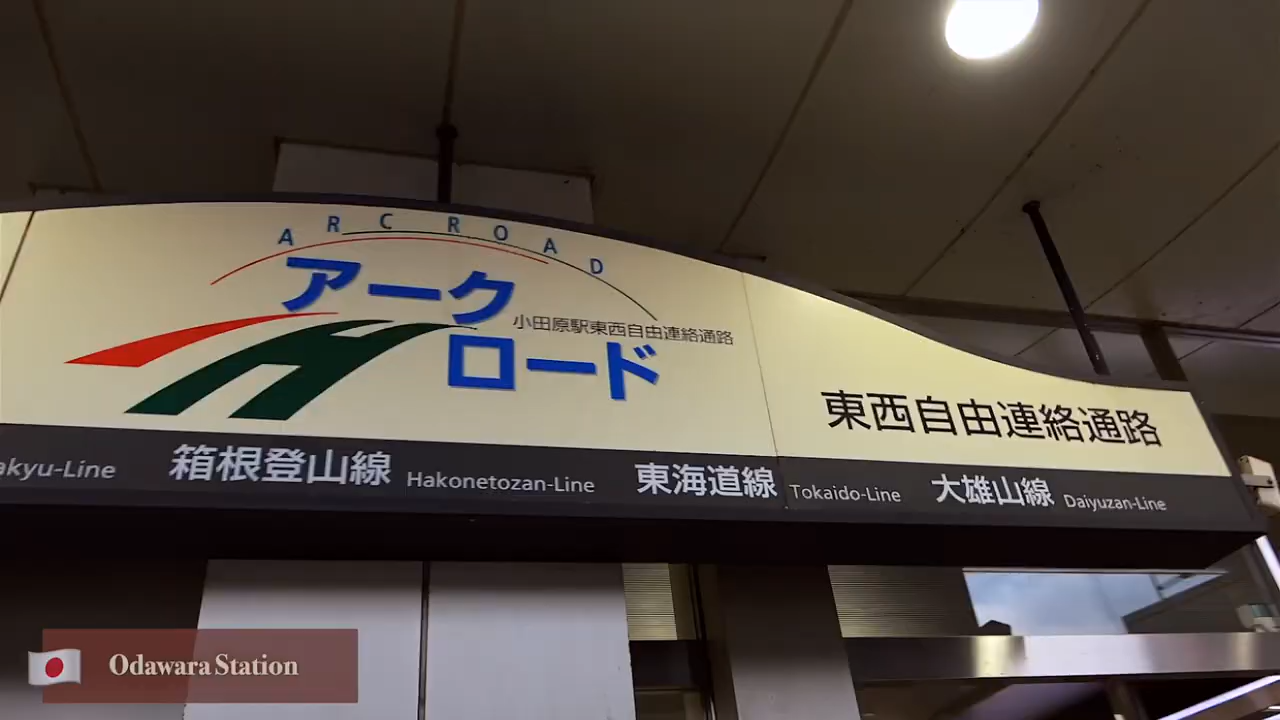 ARC ROAD
アーク
小田原駅東西自由連絡通路
ロード
東西自由連絡通路
akyu-Line 箱根登山線 Hakonetozan-Line 東海道線 Tokaido-Line 大雄山線 Daiyuzan-Line
Odawara Station